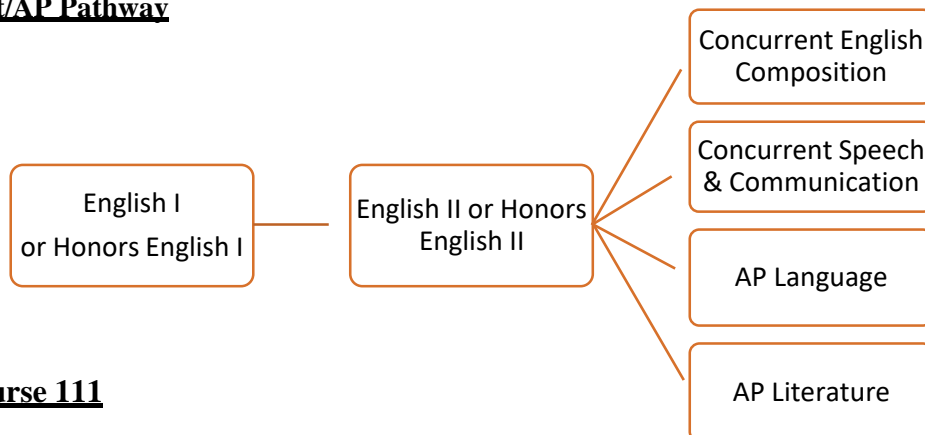 t/AP Pathway
Concurrent English
Composition
Concurrent Speech
& Communication
English I
or Honors English I
English II or Honors
English II
AP Language
AP Literature
urse 111